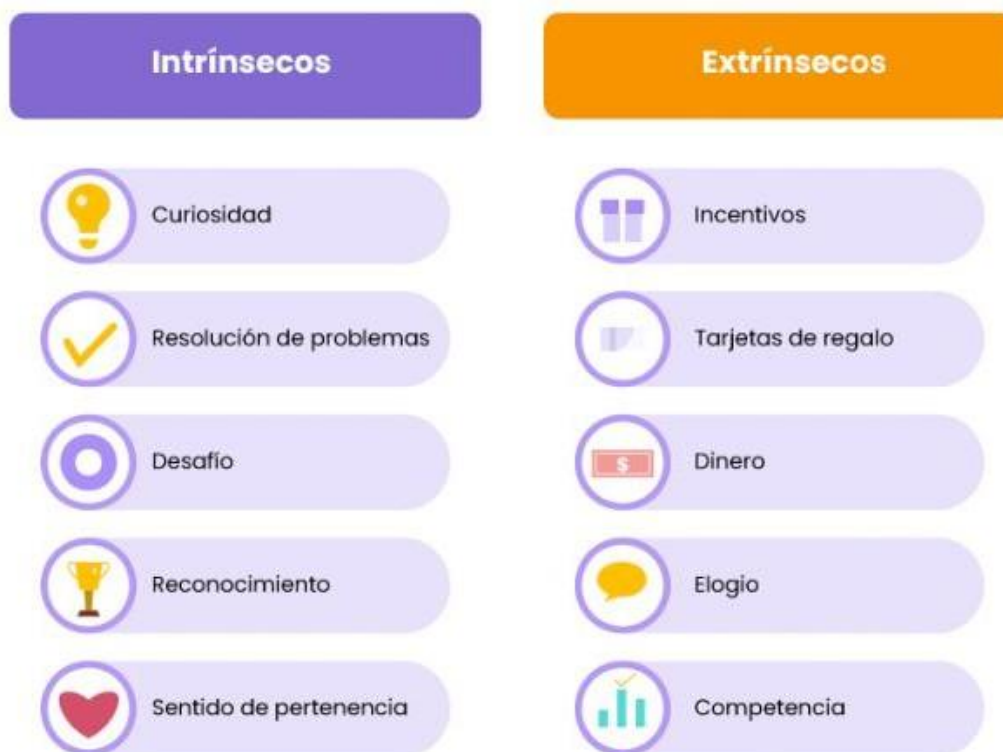 Intrínsecos
Curiosidad
Resolución de problemas
Desafío
Reconocimiento
Sentido de pertenencia
Extrínsecos
Incentivos
Tarjetas de regalo
$
Dinero
Elogio
Competencia